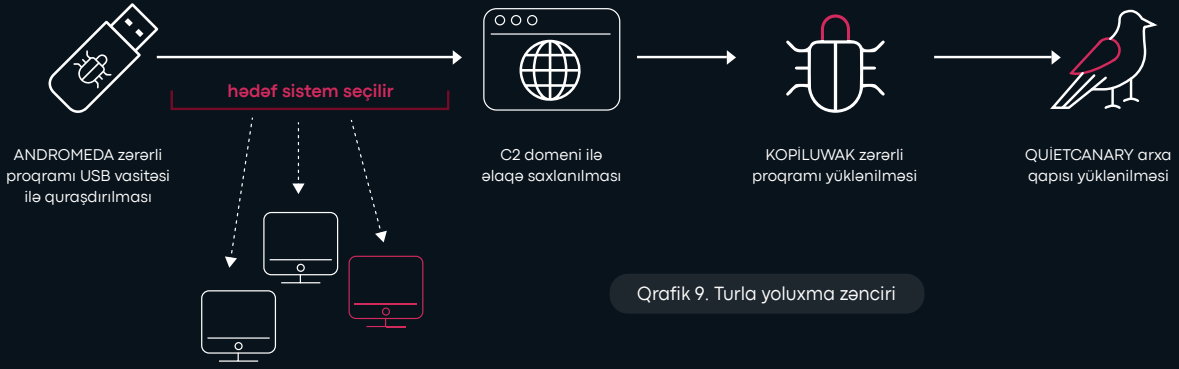 hədəf sistem seçilir
ANDROMEDA zərərli
proqramı USB vasitəsi
ilə quraşdırılması
C2 domeni ilə
əlaqə saxlanılması
KOPİLUWAK zərərli
proqramı yüklənilməsi
QUİETCANARY arxa
qapısı yüklənilməsi
Qrafik 9. Turla yoluxma zənciri